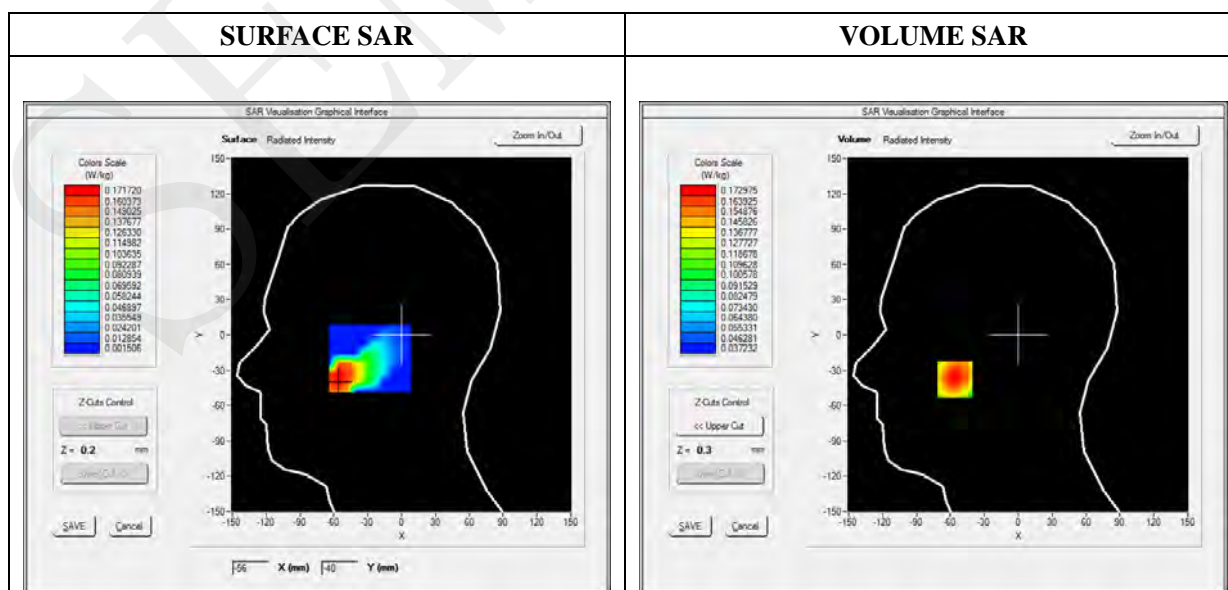 SURFACE SAR
VOLUME SAR
SAR Visualisation Graphical Interface
Surface Radiated Intensity
Zoom In/Out
Colors Scale
(W/kg)
0.171720
0.160373
0.149025
0.137677
0.126330
0.114982
0.103635
0.092287
0.080939
0.069592
0.058244
0.046897
0.035549
0.024201
0.012854
0.001506
Z-Cuts Control
<< Upper Cut
Z = 0.2 mm
SAVE
Cancel
150
120
90
60
30
0
-30
-60
-90
-120
-150
Y
-150 -120 -90 -60 -30 0 30 60 90 120 150
X
-56 X (mm) -40 Y (mm)
SAR Visualisation Graphical Interface
Volume Radiated Intensity
Zoom In/Out
Colors Scale
(W/kg)
0.172975
0.163925
0.154876
0.145826
0.136777
0.127727
0.118678
0.109628
0.100578
0.091529
0.082479
0.073430
0.064380
0.055331
0.046281
0.037232
Z-Cuts Control
<< Upper Cut
Z = 0.3 mm
SAVE
Cancel
150
120
90
60
30
0
-30
-60
-90
-120
-150
Y
-150 -120 -90 -60 -30 0 30 60 90 120 150
X